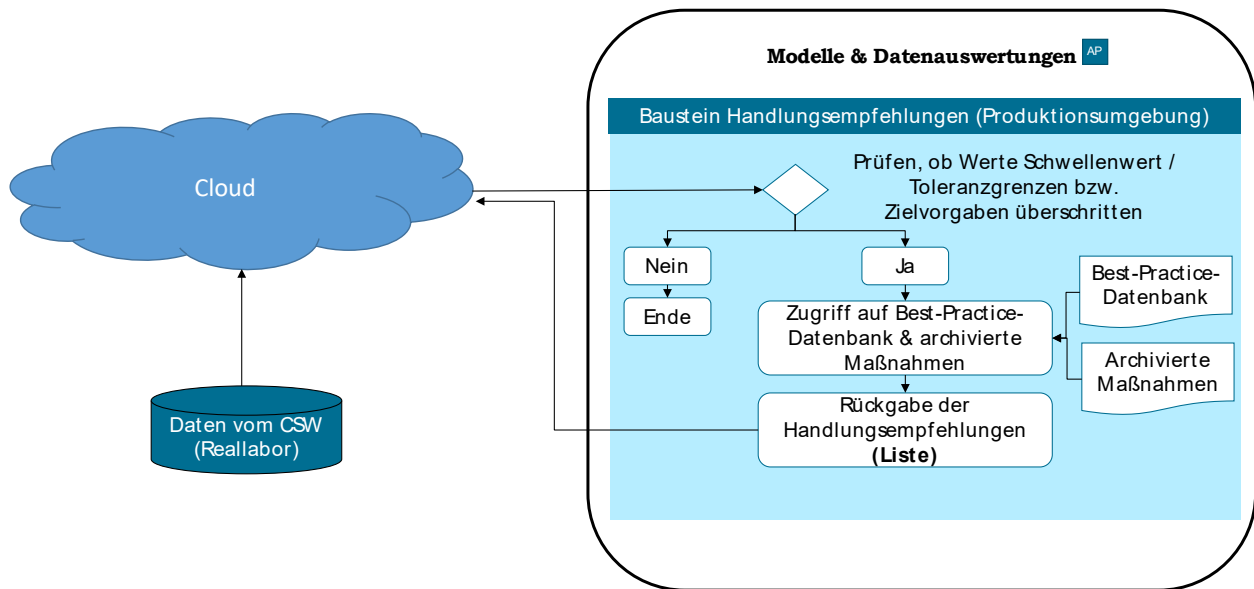 Modelle & Datenauswertungen AP
Baustein Handlungsempfehlungen (Produktionsumgebung)
Cloud
Prüfen, ob Werte Schwellenwert /
Toleranzgrenzen bzw.
Zielvorgaben überschritten
Nein
Ja
Ende
Zugriff auf Best-Practice-
Datenbank & archivierte
Maßnahmen
Best-Practice-
Datenbank
Archivierte
Maßnahmen
Rückgabe der
Handlungsempfehlungen
(Liste)
Daten vom CSW
(Reallabor)